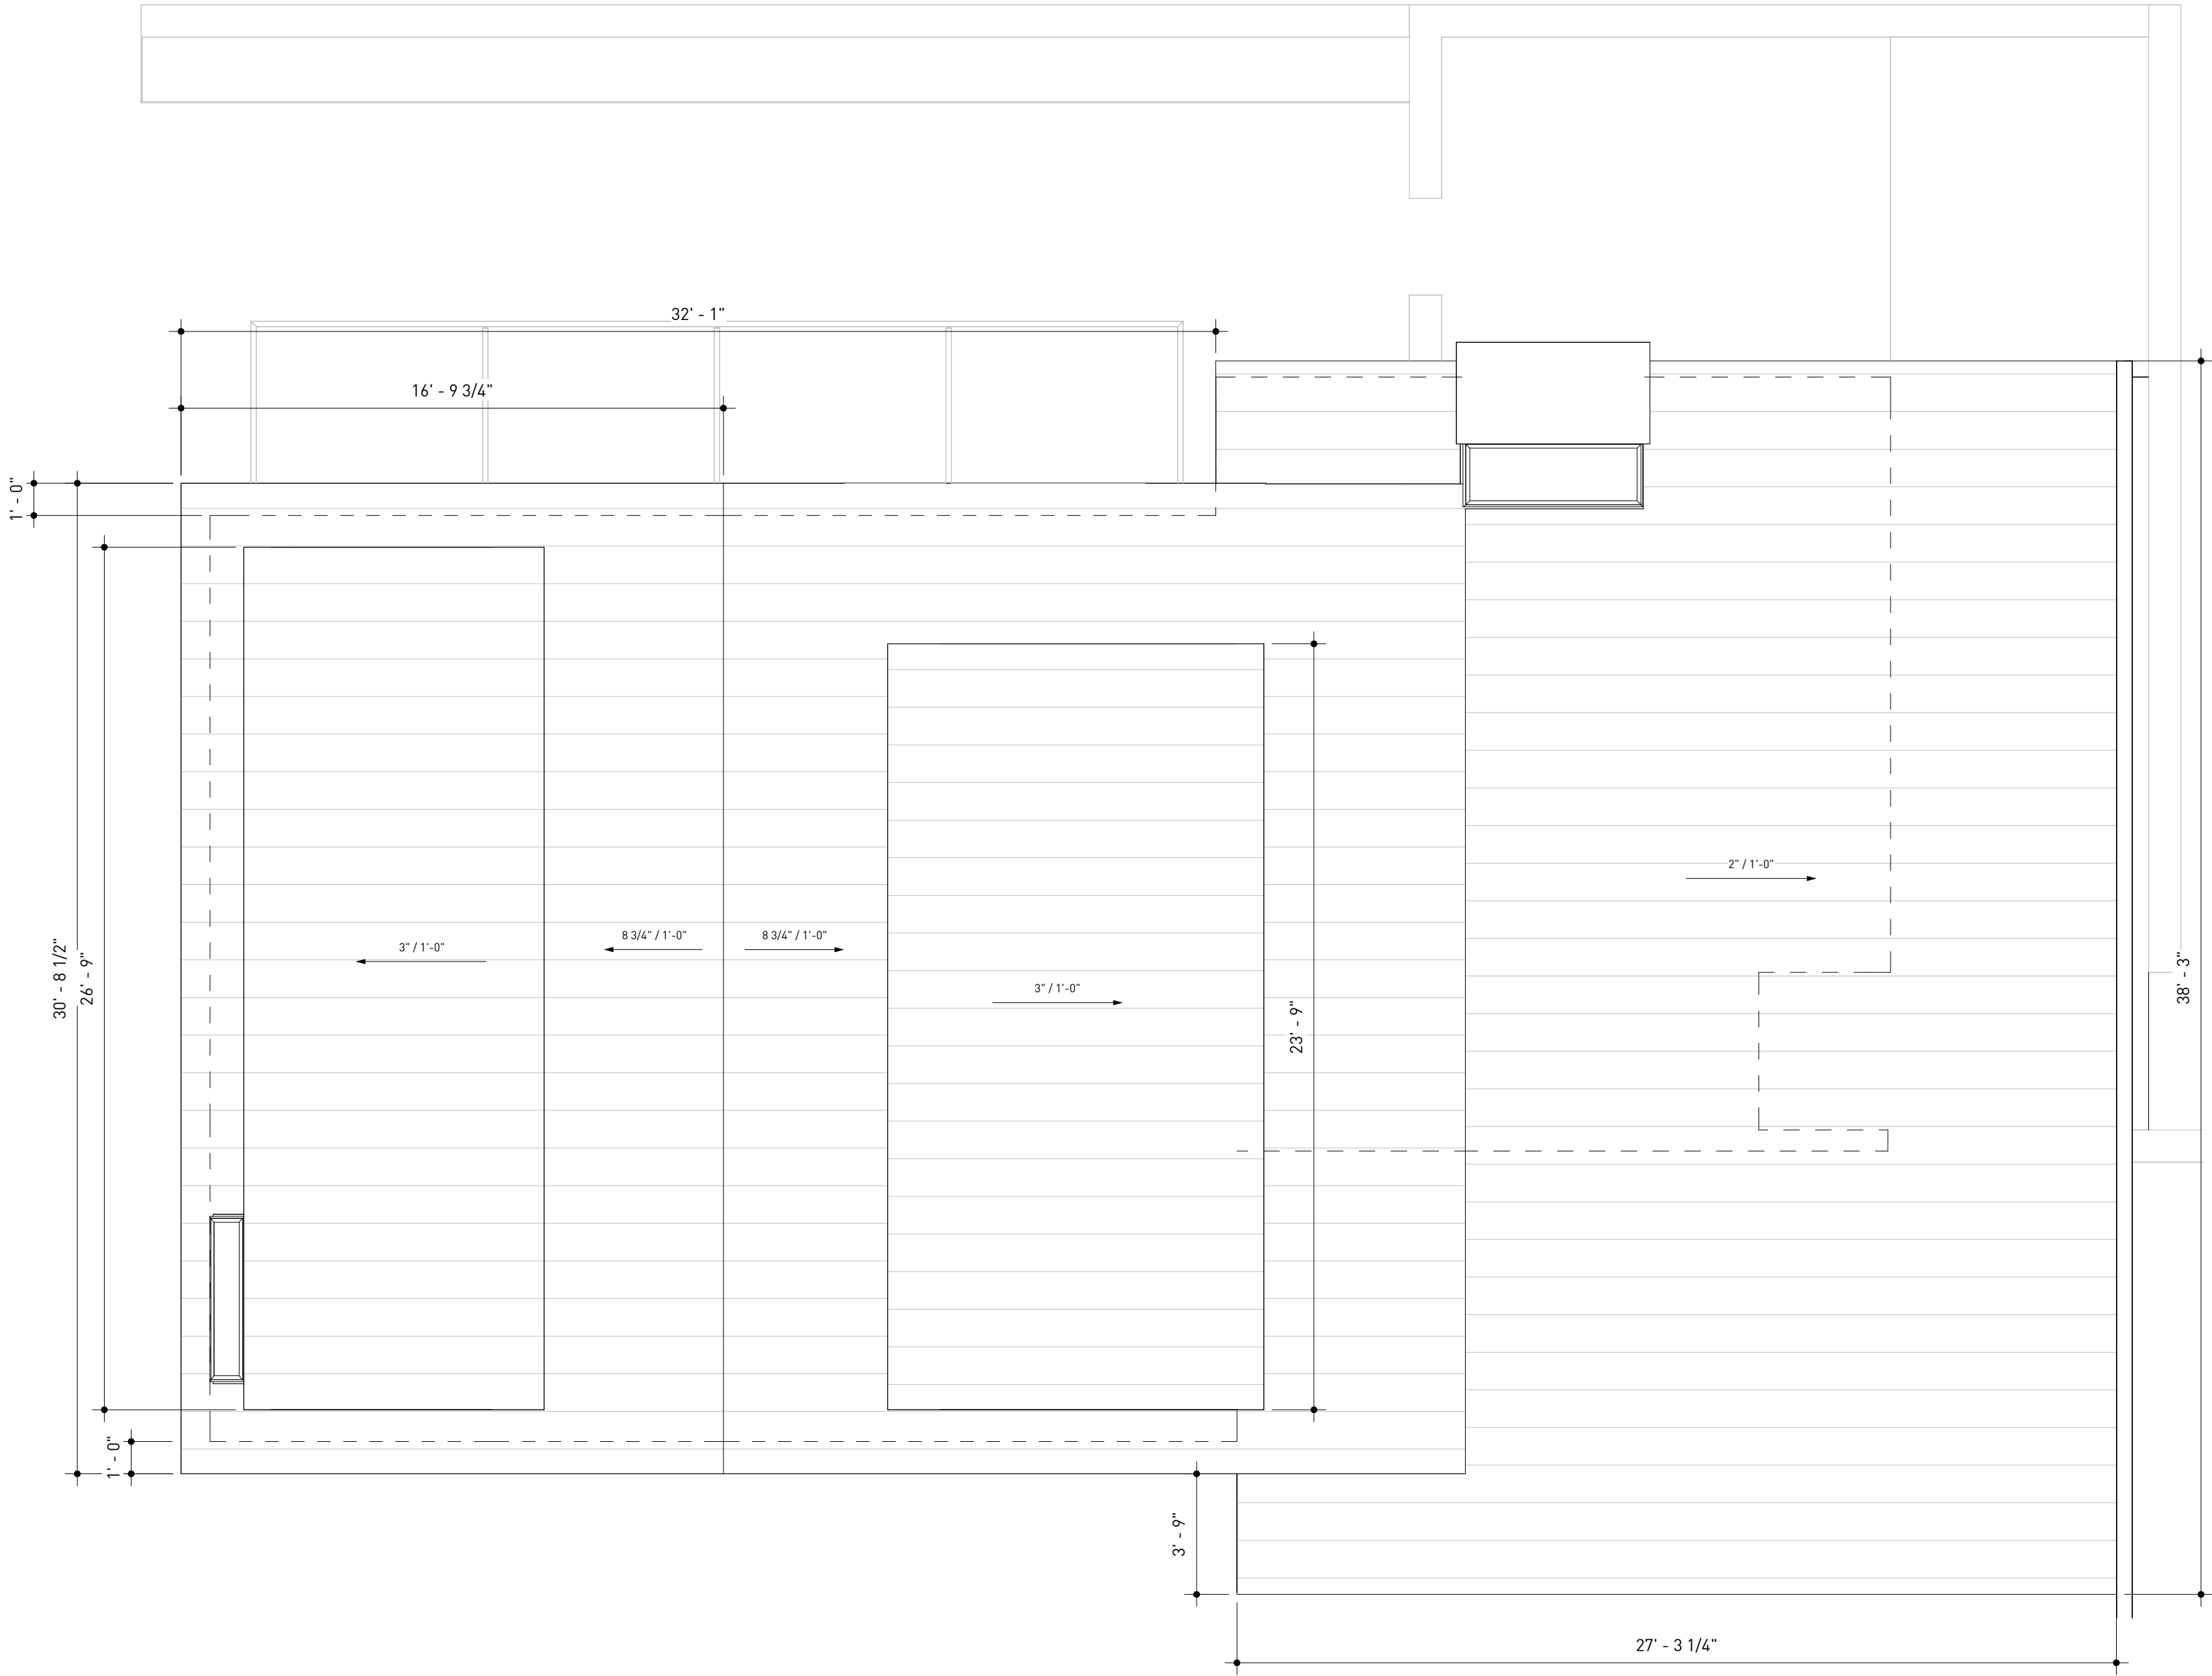 32' - 1"
16' - 9 3/4"
1' - 0"
2" / 1'-0"
8 3/4" / 1'-0"
8 3/4" / 1'-0"
3" / 1'-0"
30' - 8 1/2"
26' - 9"
3" / 1'-0"
38' - 3"
23' - 9"
1' - 0"
3' - 9"
27' - 3 1/4"